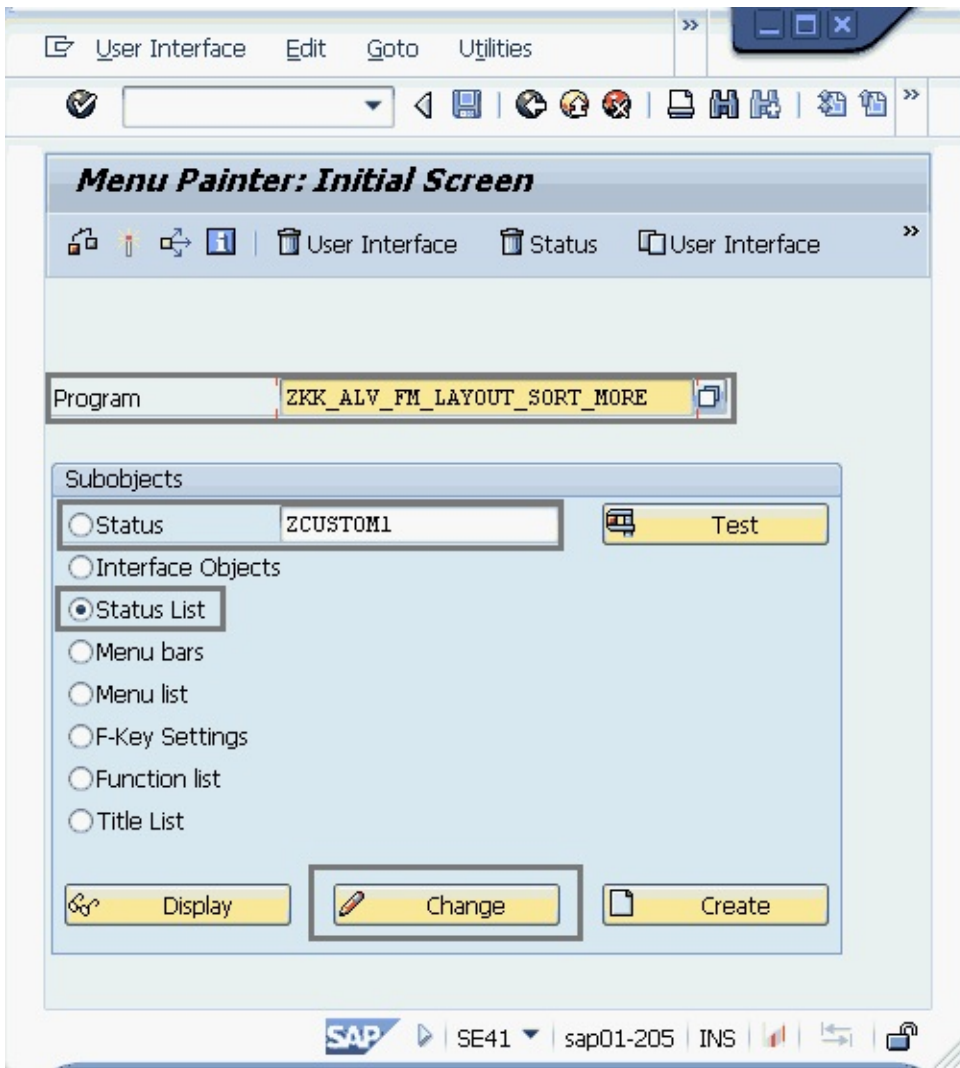 User Interface Edit Goto Utilities
Menu Painter: Initial Screen
User Interface Status User Interface
Program ZKK_ALV_FM_LAYOUT_SORT_MORE
Subobjects
Status ZCUSTOM1 Test
Interface Objects
Status List
Menu bars
Menu list
F-Key Settings
Function list
Title List
Display Change Create
SAP SE41 sap01-205 INS